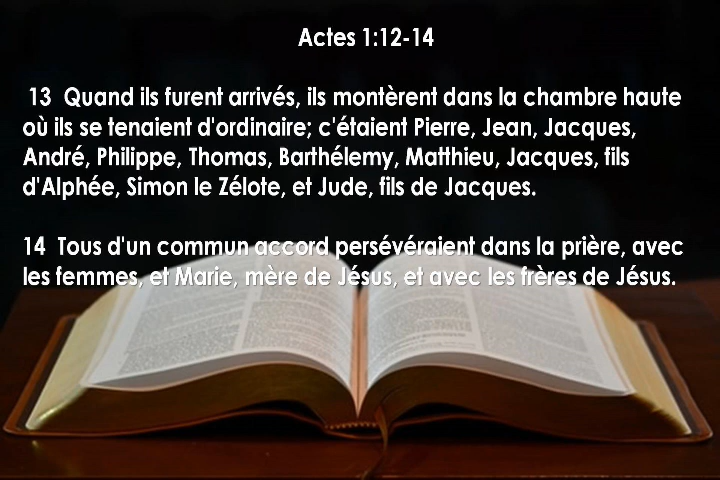 Actes 1:12-14
13 Quand ils furent arrivés, ils montèrent dans la chambre haute
où ils se tenaient d'ordinaire; c'étaient Pierre, Jean, Jacques,
André, Philippe, Thomas, Barthélemy, Matthieu, Jacques, fils
d'Alphée, Simon le Zélote, et Jude, fils de Jacques.
14 Tous d'un commun accord persévéraient dans la prière, avec
les femmes, et Marie, mère de Jésus, et avec les frères de Jésus.